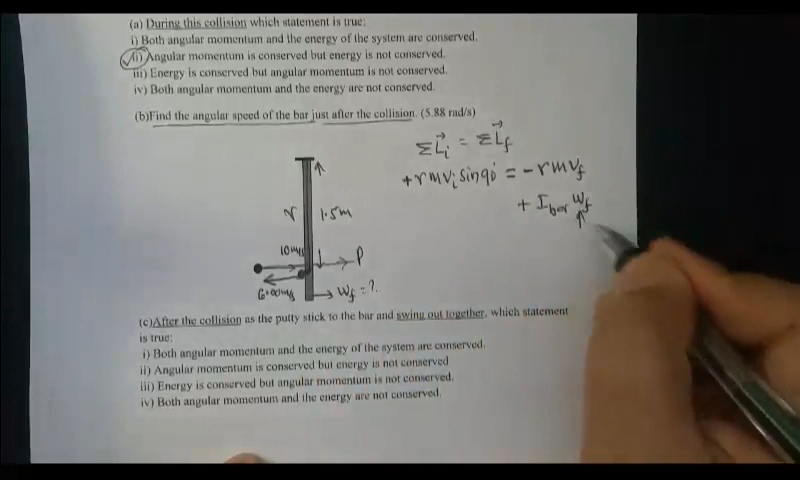 (a) During this collision which statement is true:
i) Both angular momentum and the energy of the system are conserved.
ii) Angular momentum is conserved but energy is not conserved.
iii) Energy is conserved but angular momentum is not conserved.
iv) Both angular momentum and the energy are not conserved.
(b)Find the angular speed of the bar just after the collision. (5.88 rad/s)
ΣL⃗i = ΣL⃗f
+rmvi sin90° = -rmvf
+ Ibar ωf
r 1.5m
10m/s P
6.00m/s
ωf = ?
(c)After the collision as the putty stick to the bar and swing out together, which statement
is true:
i) Both angular momentum and the energy of the system are conserved.
ii) Angular momentum is conserved but energy is not conserved
iii) Energy is conserved but angular momentum is not conserved.
iv) Both angular momentum and the energy are not conserved.